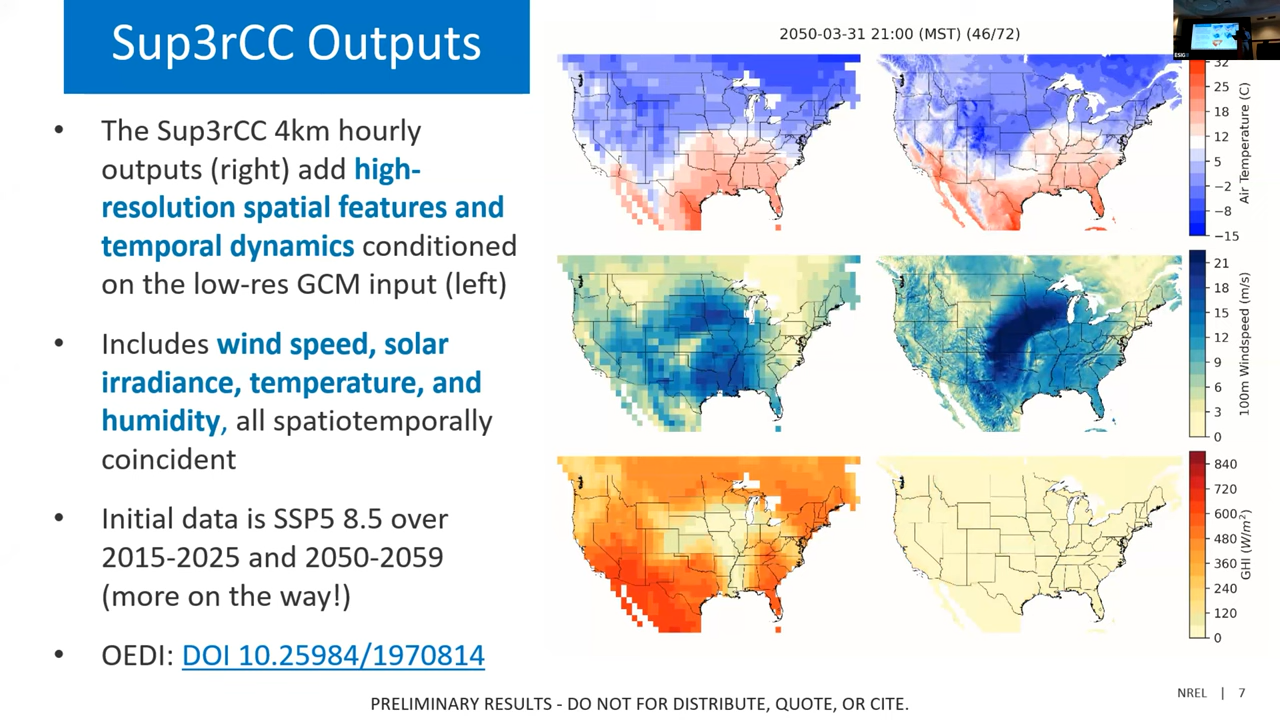 Sup3rCC Outputs
• The Sup3rCC 4km hourly
outputs (right) add high-
resolution spatial features and
temporal dynamics conditioned
on the low-res GCM input (left)
• Includes wind speed, solar
irradiance, temperature, and
humidity, all spatiotemporally
coincident
• Initial data is SSP5 8.5 over
2015-2025 and 2050-2059
(more on the way!)
• OEDI: DOI 10.25984/1970814
2050-03-31 21:00 (MST) (46/72)
32
25
18
12
5
−2
−8
−15
Air Temperature (C)
21
18
15
12
9
6
3
0
100m Windspeed (m/s)
840
720
600
480
360
240
120
0
GHI (W/m²)
ESIG
PRELIMINARY RESULTS - DO NOT FOR DISTRIBUTE, QUOTE, OR CITE.
NREL | 7